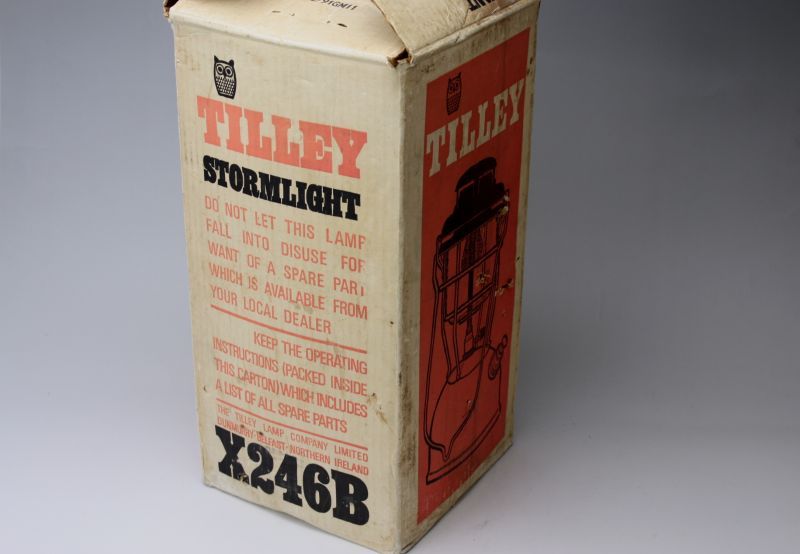 TILLEY
STORMLIGHT
DO NOT LET THIS LAMP
FALL INTO DISUSE FOR
WANT OF A SPARE PART
WHICH IS AVAILABLE FROM
YOUR LOCAL DEALER
KEEP THE OPERATING
INSTRUCTIONS (PACKED INSIDE
THIS CARTON) WHICH INCLUDES
A LIST OF ALL SPARE PARTS
THE TILLEY LAMP COMPANY LIMITED
DUNMURRY·BELFAST·NORTHERN IRELAND
X246B
TILLEY